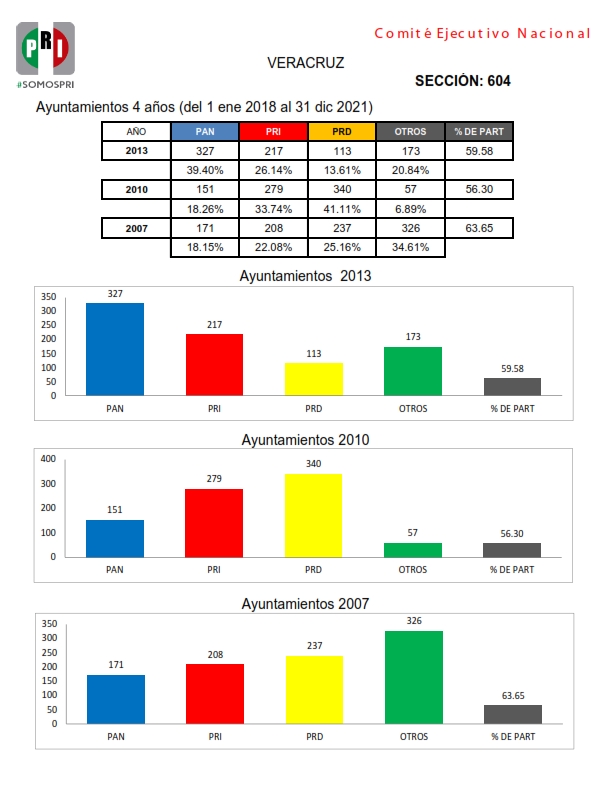 Comité Ejecutivo Nacional
PRI
#SOMOSPRI
VERACRUZ
SECCIÓN: 604
Ayuntamientos 4 años (del 1 ene 2018 al 31 dic 2021)
AÑO PAN PRI PRD OTROS % DE PART
2013 327 217 113 173 59.58
39.40% 26.14% 13.61% 20.84%
2010 151 279 340 57 56.30
18.26% 33.74% 41.11% 6.89%
2007 171 208 237 326 63.65
18.15% 22.08% 25.16% 34.61%
Ayuntamientos 2013
350
300
250
200
150
100
50
0
327 217 113 173 59.58
PAN PRI PRD OTROS % DE PART
Ayuntamientos 2010
400
300
200
100
0
151 279 340 57 56.30
PAN PRI PRD OTROS % DE PART
Ayuntamientos 2007
350
300
250
200
150
100
50
0
171 208 237 326 63.65
PAN PRI PRD OTROS % DE PART